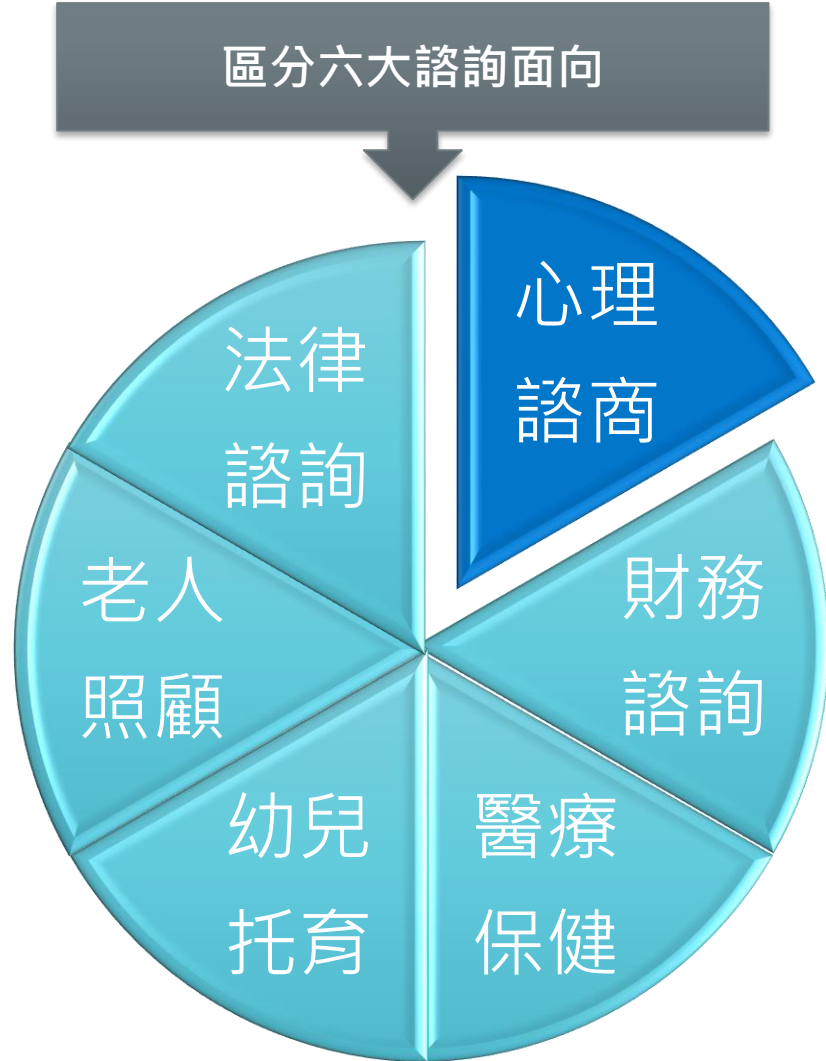 區分六大諮詢面向
心理
諮商
財務
諮詢
醫療
保健
幼兒
托育
老人
照顧
法律
諮詢